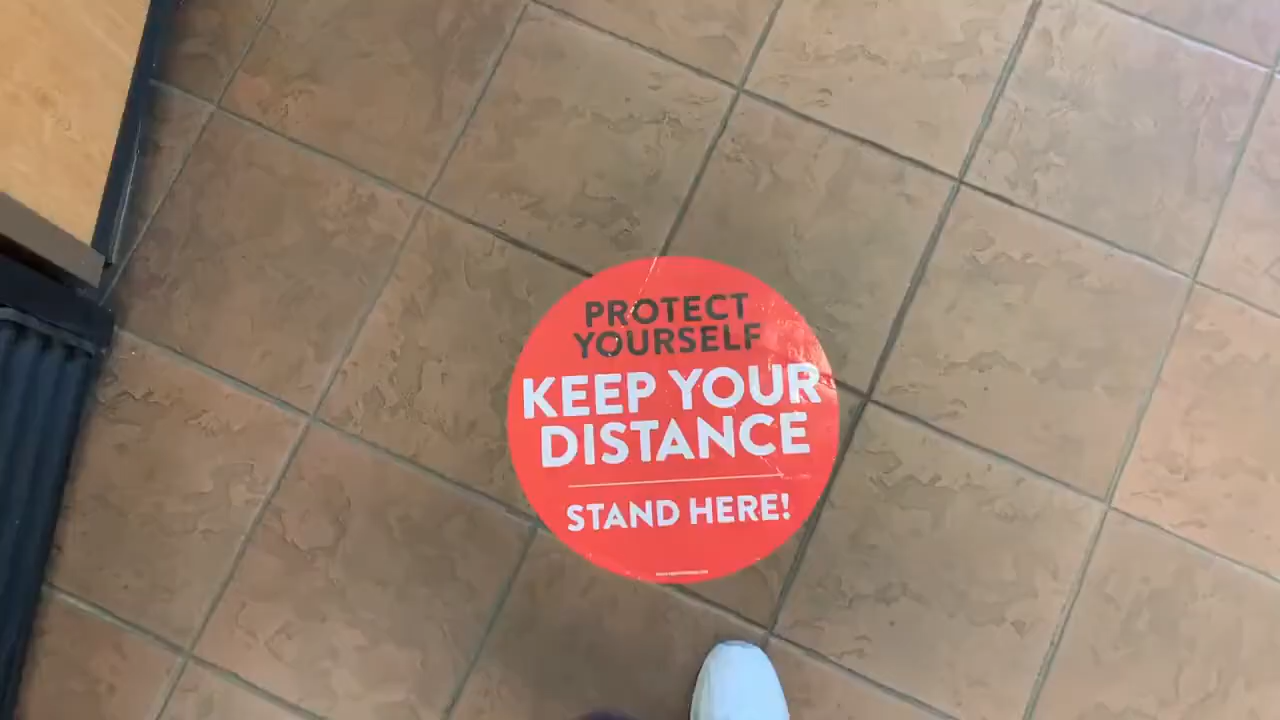 PROTECT
YOURSELF
KEEP YOUR
DISTANCE
STAND HERE!